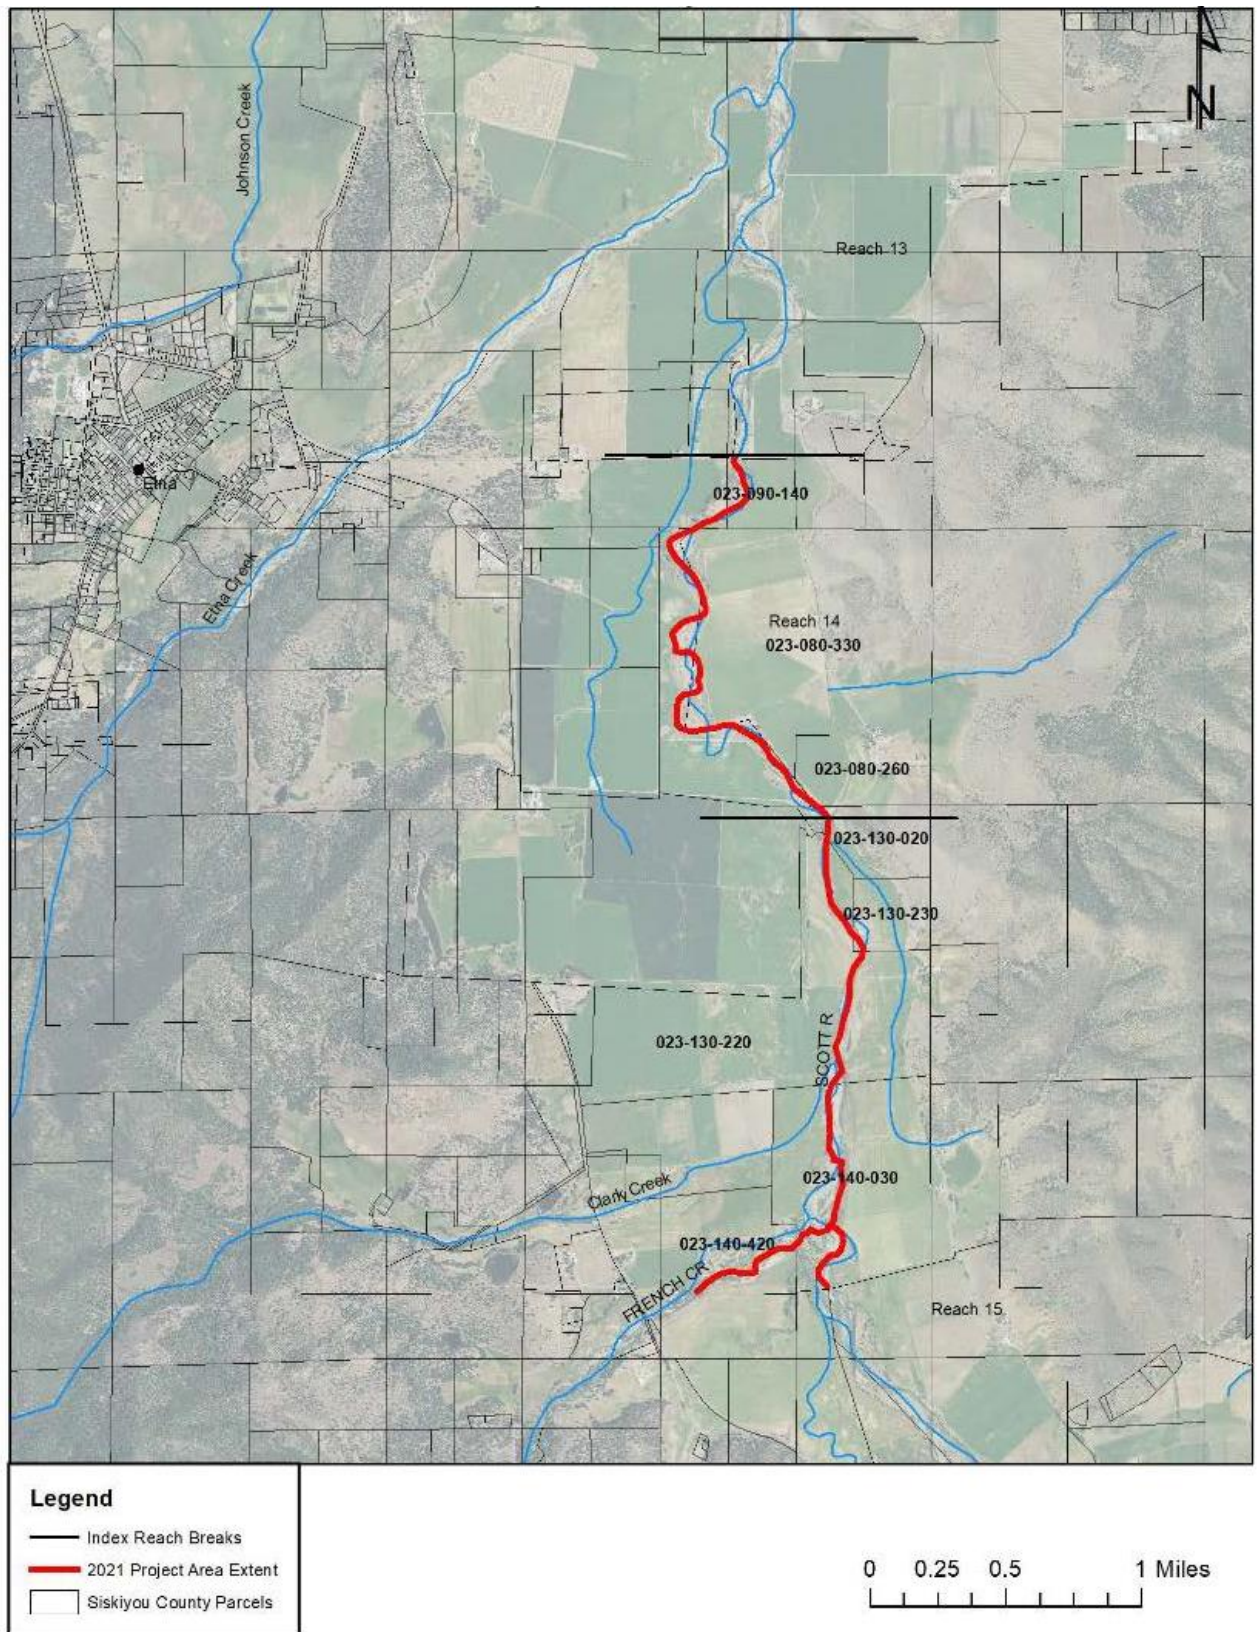 N
Johnson Creek
Reach 13
Etna
023-090-140
Etna Creek
Reach 14
023-080-330
023-080-260
023-130-020
023-130-230
SCOTT R
023-130-220
023-140-030
Clark Creek
023-140-420
FRENCH CR
Reach 15
Legend
Index Reach Breaks
2021 Project Area Extent
Siskiyou County Parcels
0 0.25 0.5 1 Miles